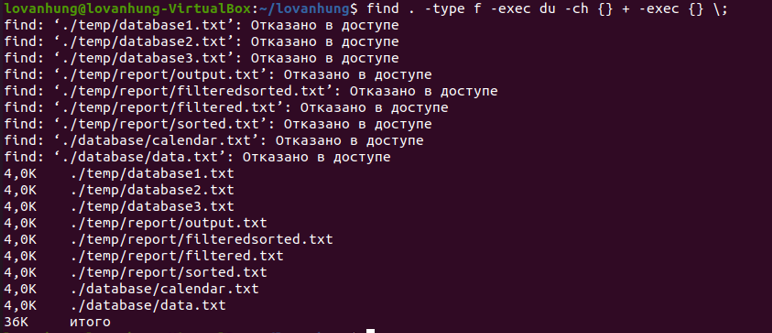 lovanhung@lovanhung-VirtualBox:~/lovanhung$ find . -type f -exec du -ch {} + -exec {} \;
find: ‘./temp/database1.txt’: Отказано в доступе
find: ‘./temp/database2.txt’: Отказано в доступе
find: ‘./temp/database3.txt’: Отказано в доступе
find: ‘./temp/report/output.txt’: Отказано в доступе
find: ‘./temp/report/filteredsorted.txt’: Отказано в доступе
find: ‘./temp/report/filtered.txt’: Отказано в доступе
find: ‘./temp/report/sorted.txt’: Отказано в доступе
find: ‘./database/calendar.txt’: Отказано в доступе
find: ‘./database/data.txt’: Отказано в доступе
4,0K	./temp/database1.txt
4,0K	./temp/database2.txt
4,0K	./temp/database3.txt
4,0K	./temp/report/output.txt
4,0K	./temp/report/filteredsorted.txt
4,0K	./temp/report/filtered.txt
4,0K	./temp/report/sorted.txt
4,0K	./database/calendar.txt
4,0K	./database/data.txt
36K	итого